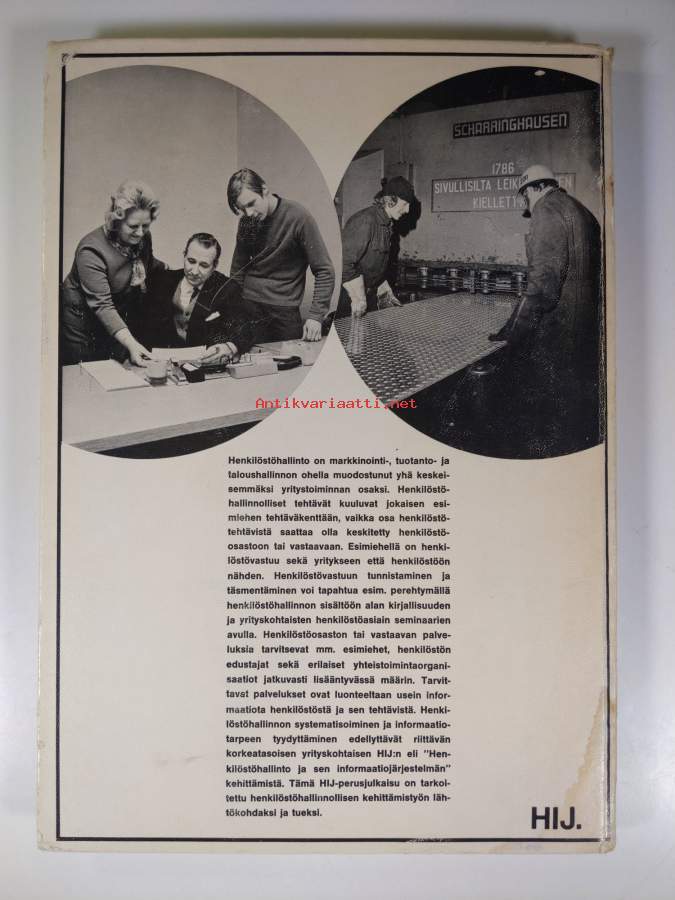 SCHARRINGHAUSEN
1786
SIVULLISILTA
KIELLETTY
Antikvariaatti.net
Henkilöstöhallinto on markkinointi-, tuotanto- ja
taloushallinnon ohella muodostunut yhä keskei-
semmäksi yritystoiminnan osaksi. Henkilöstö-
hallinnolliset tehtävät kuuluvat jokaisen esi-
miehen tehtäväkenttään, vaikka osa henkilöstö-
tehtävistä saattaa olla keskitetty henkilöstö-
osastoon tai vastaavaan. Esimiehellä on henki-
löstövastuu sekä yritykseen että henkilöstöön
nähden. Henkilöstövastuun tunnistaminen ja
täsmentäminen voi tapahtua esim. perehtymällä
henkilöstöhallinnon sisältöön alan kirjallisuuden
ja yrityskohtaisten henkilöstöasiain seminaarien
avulla. Henkilöstöosaston tai vastaavan palve-
luksia tarvitsevat mm. esimiehet, henkilöstön
edustajat sekä erilaiset yhteistoimintaorgani-
saatiot jatkuvasti lisääntyvässä määrin. Tarvit-
tavat palvelukset ovat luonteeltaan usein infor-
maatiota henkilöstöstä ja sen tehtävistä. Henki-
löstöhallinnon systematisoiminen ja informaatio-
tarpeen tyydyttäminen edellyttävät riittävän
korkeatasoisen yrityskohtaisen HIJ:n eli "Hen-
kilöstöhallinto ja sen informaatiojärjestelmän"
kehittämistä. Tämä HIJ-perusjulkaisu on tarkoi-
tettu henkilöstöhallinnollisen kehittämistyön läh-
tökohdaksi ja tueksi.
HIJ.